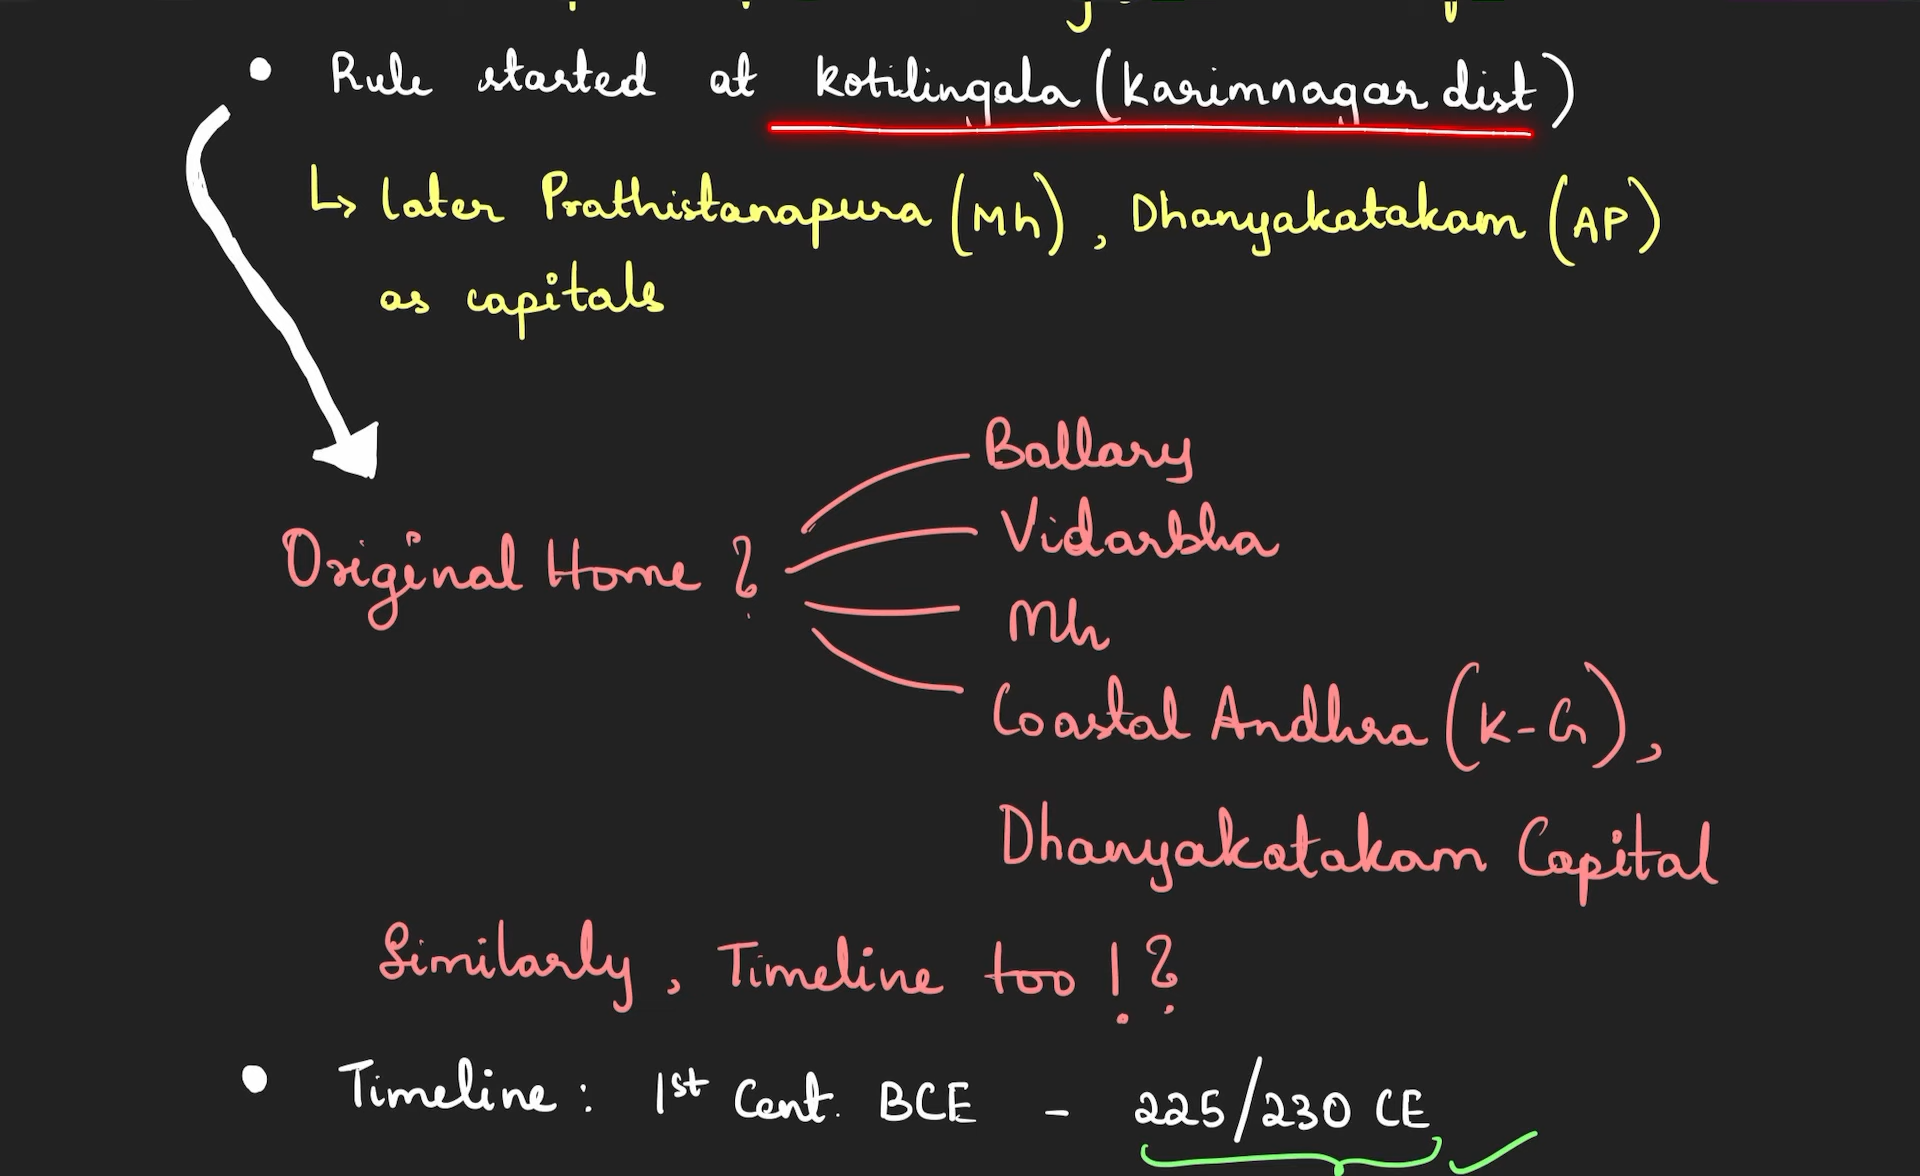 • Rule started at kotilingala (karimnagar dist)
↳ later Prathistanapura (Mh), Dhanyakatakam (AP)
as capitals
Original Home ?
Ballary
Vidarbha
Mh
Coastal Andhra (K-G),
Dhanyakatakam Capital
Similarly, Timeline too !?
• Timeline : 1st Cent. BCE - 225/230 CE ✓